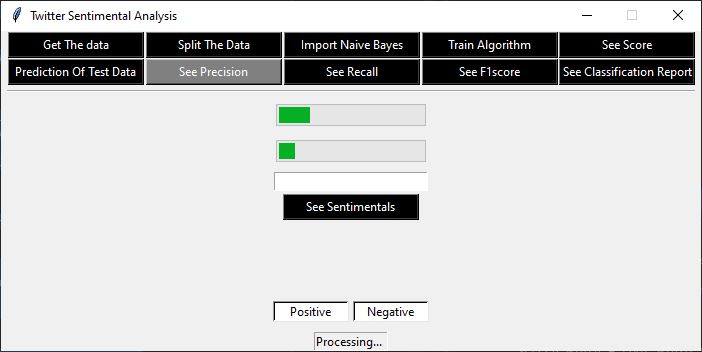 Twitter Sentimental Analysis
Get The data Split The Data Import Naive Bayes Train Algorithm See Score
Prediction Of Test Data See Precision See Recall See F1score See Classification Report
See Sentimentals
Positive Negative
Processing...